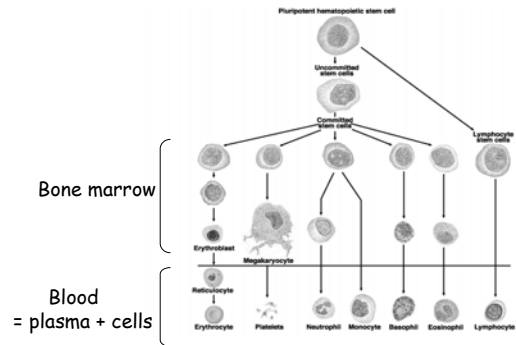 Pluripotent hematopoietic stem cell
Uncommitted
stem cells
Committed
stem cells
Lymphocyte
stem cells
Bone marrow
Erythroblast
Megakaryocyte
Reticulocyte
Blood
= plasma + cells
Erythrocyte
Platelets
Neutrophil
Monocyte
Basophil
Eosinophil
Lymphocyte